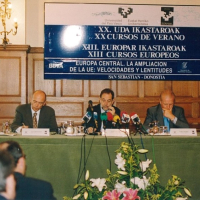 XX. UDA IKASTAROAK
XX CURSOS DE VERANO
XIII. EUROPAR IKASTAROAK
XIII CURSOS EUROPEOS
EUROPA CENTRAL. LA AMPLIACION
DE LA UE: VELOCIDADES Y LENTITUDES
SAN SEBASTIAN - DONOSTIA